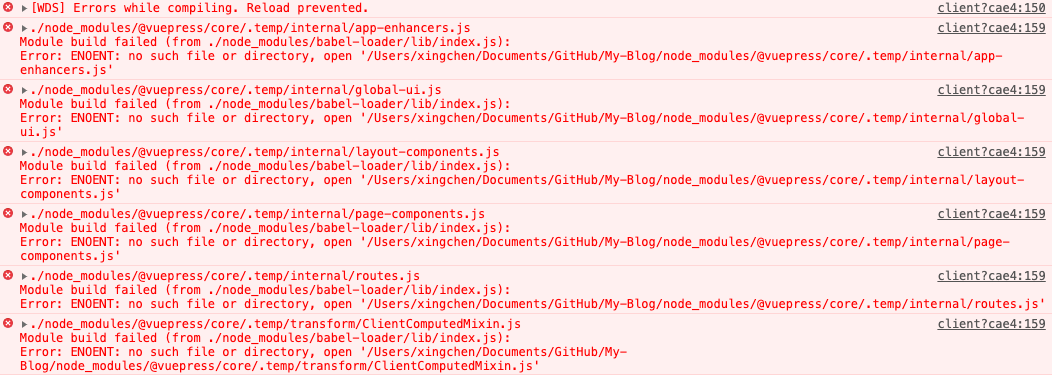 [WDS] Errors while compiling. Reload prevented. client?cae4:150
./node_modules/@vuepress/core/.temp/internal/app-enhancers.js client?cae4:159
Module build failed (from ./node_modules/babel-loader/lib/index.js):
Error: ENOENT: no such file or directory, open '/Users/xingchen/Documents/GitHub/My-Blog/node_modules/@vuepress/core/.temp/internal/app-
enhancers.js'
./node_modules/@vuepress/core/.temp/internal/global-ui.js client?cae4:159
Module build failed (from ./node_modules/babel-loader/lib/index.js):
Error: ENOENT: no such file or directory, open '/Users/xingchen/Documents/GitHub/My-Blog/node_modules/@vuepress/core/.temp/internal/global-
ui.js'
./node_modules/@vuepress/core/.temp/internal/layout-components.js client?cae4:159
Module build failed (from ./node_modules/babel-loader/lib/index.js):
Error: ENOENT: no such file or directory, open '/Users/xingchen/Documents/GitHub/My-Blog/node_modules/@vuepress/core/.temp/internal/layout-
components.js'
./node_modules/@vuepress/core/.temp/internal/page-components.js client?cae4:159
Module build failed (from ./node_modules/babel-loader/lib/index.js):
Error: ENOENT: no such file or directory, open '/Users/xingchen/Documents/GitHub/My-Blog/node_modules/@vuepress/core/.temp/internal/page-
components.js'
./node_modules/@vuepress/core/.temp/internal/routes.js client?cae4:159
Module build failed (from ./node_modules/babel-loader/lib/index.js):
Error: ENOENT: no such file or directory, open '/Users/xingchen/Documents/GitHub/My-Blog/node_modules/@vuepress/core/.temp/internal/routes.js'
./node_modules/@vuepress/core/.temp/transform/ClientComputedMixin.js client?cae4:159
Module build failed (from ./node_modules/babel-loader/lib/index.js):
Error: ENOENT: no such file or directory, open '/Users/xingchen/Documents/GitHub/My-
Blog/node_modules/@vuepress/core/.temp/transform/ClientComputedMixin.js'